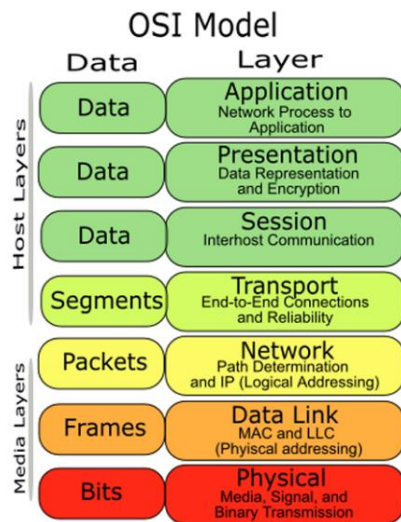 OSI Model
Data Layer
Host Layers
Data
Application
Network Process to
Application
Data
Presentation
Data Representation
and Encryption
Data
Session
Interhost Communication
Segments
Transport
End-to-End Connections
and Reliability
Media Layers
Packets
Network
Path Determination
and IP (Logical Addressing)
Frames
Data Link
MAC and LLC
(Phyiscal addressing)
Bits
Physical
Media, Signal, and
Binary Transmission